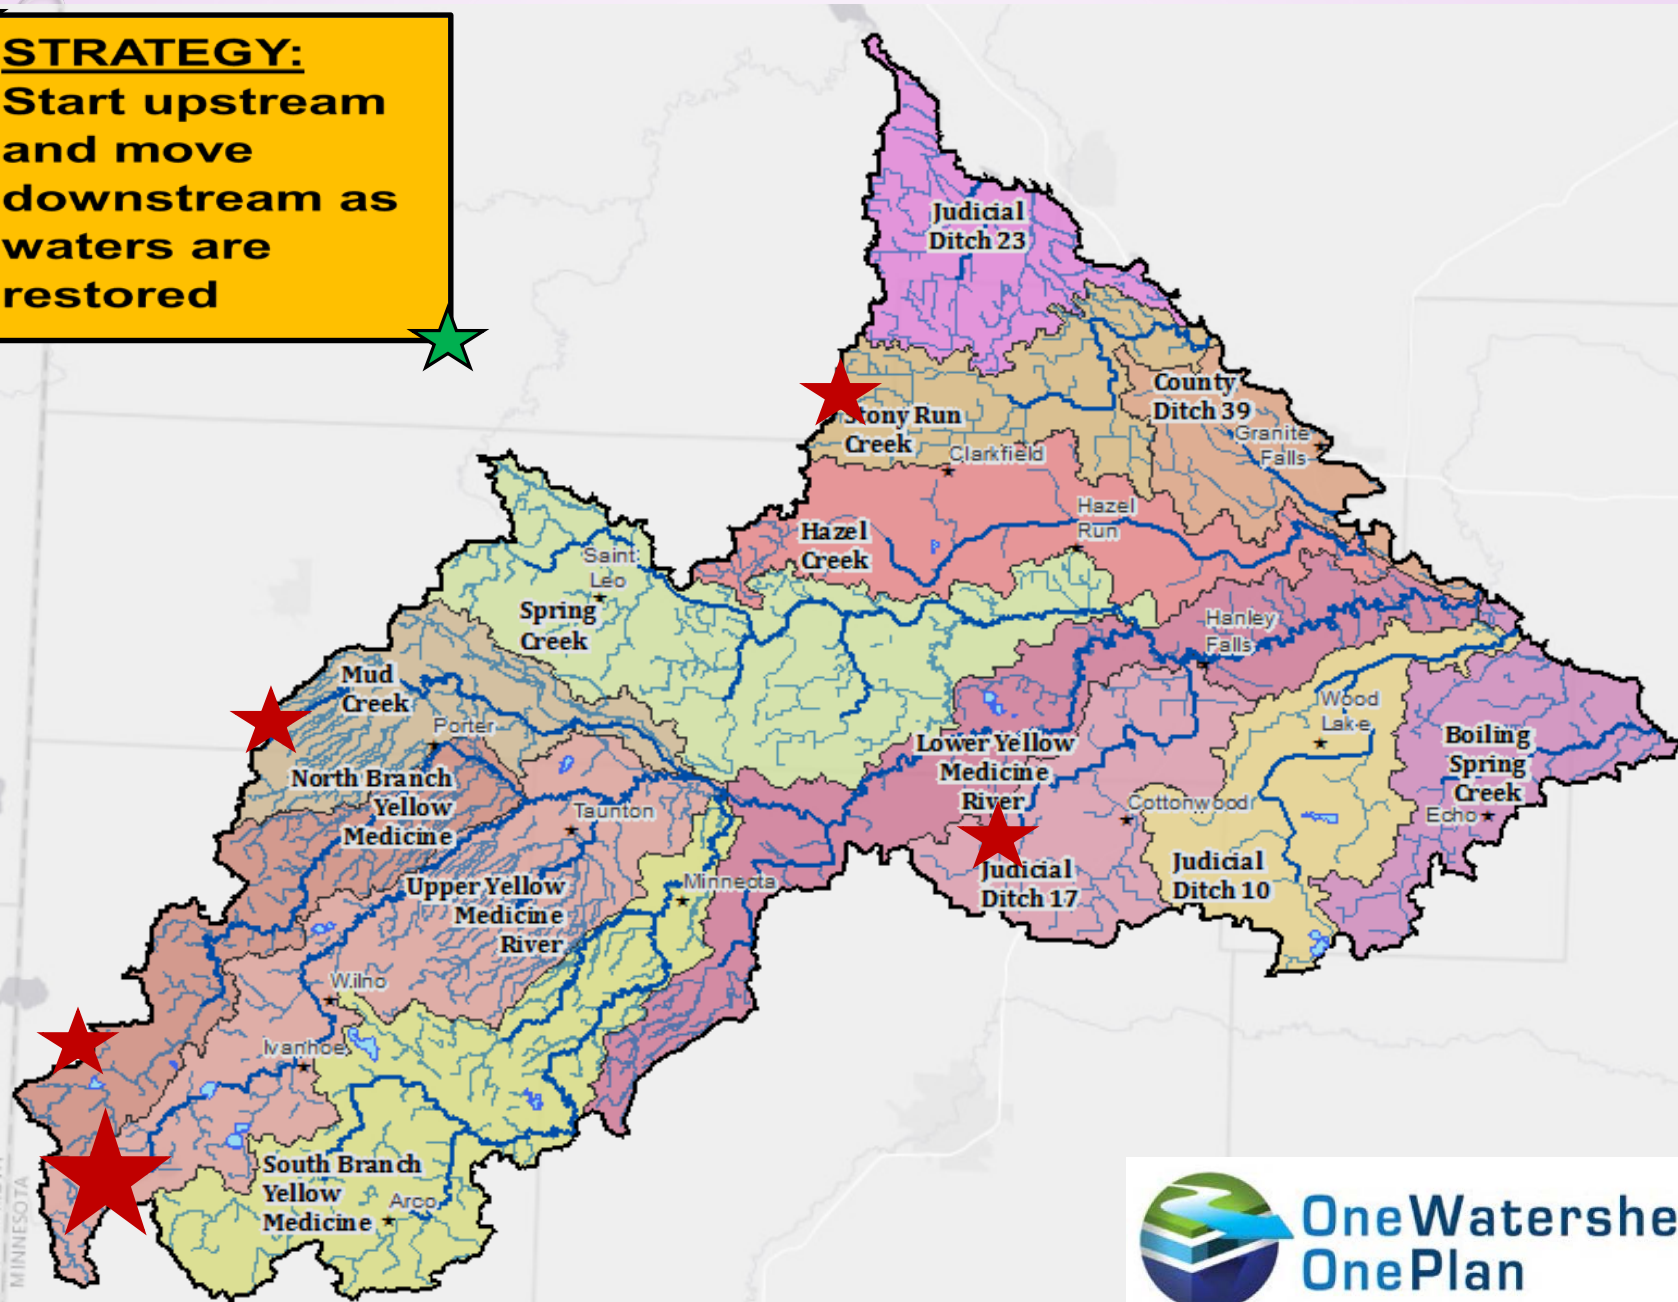 STRATEGY:
Start upstream
and move
downstream as
waters are
restored
Judicial
Ditch 23
County
Ditch 39
Granite
Falls
Stony Run
Creek
Clarkfield
Hazel
Run
Hazel
Creek
Saint
Leo
Spring
Creek
Hanley
Falls
Mud
Creek
Porter
Wood
Lake
Lower Yellow
Medicine
River
Boiling
Spring
Creek
Echo
North Branch
Yellow
Medicine
Taunton
Cottonwood
Judicial
Ditch 17
Judicial
Ditch 10
Upper Yellow
Medicine
River
Minneota
Wilno
Ivanhoe
South Branch
Yellow
Medicine
Arco
MINNESOTA
OneWatershe
OnePlan